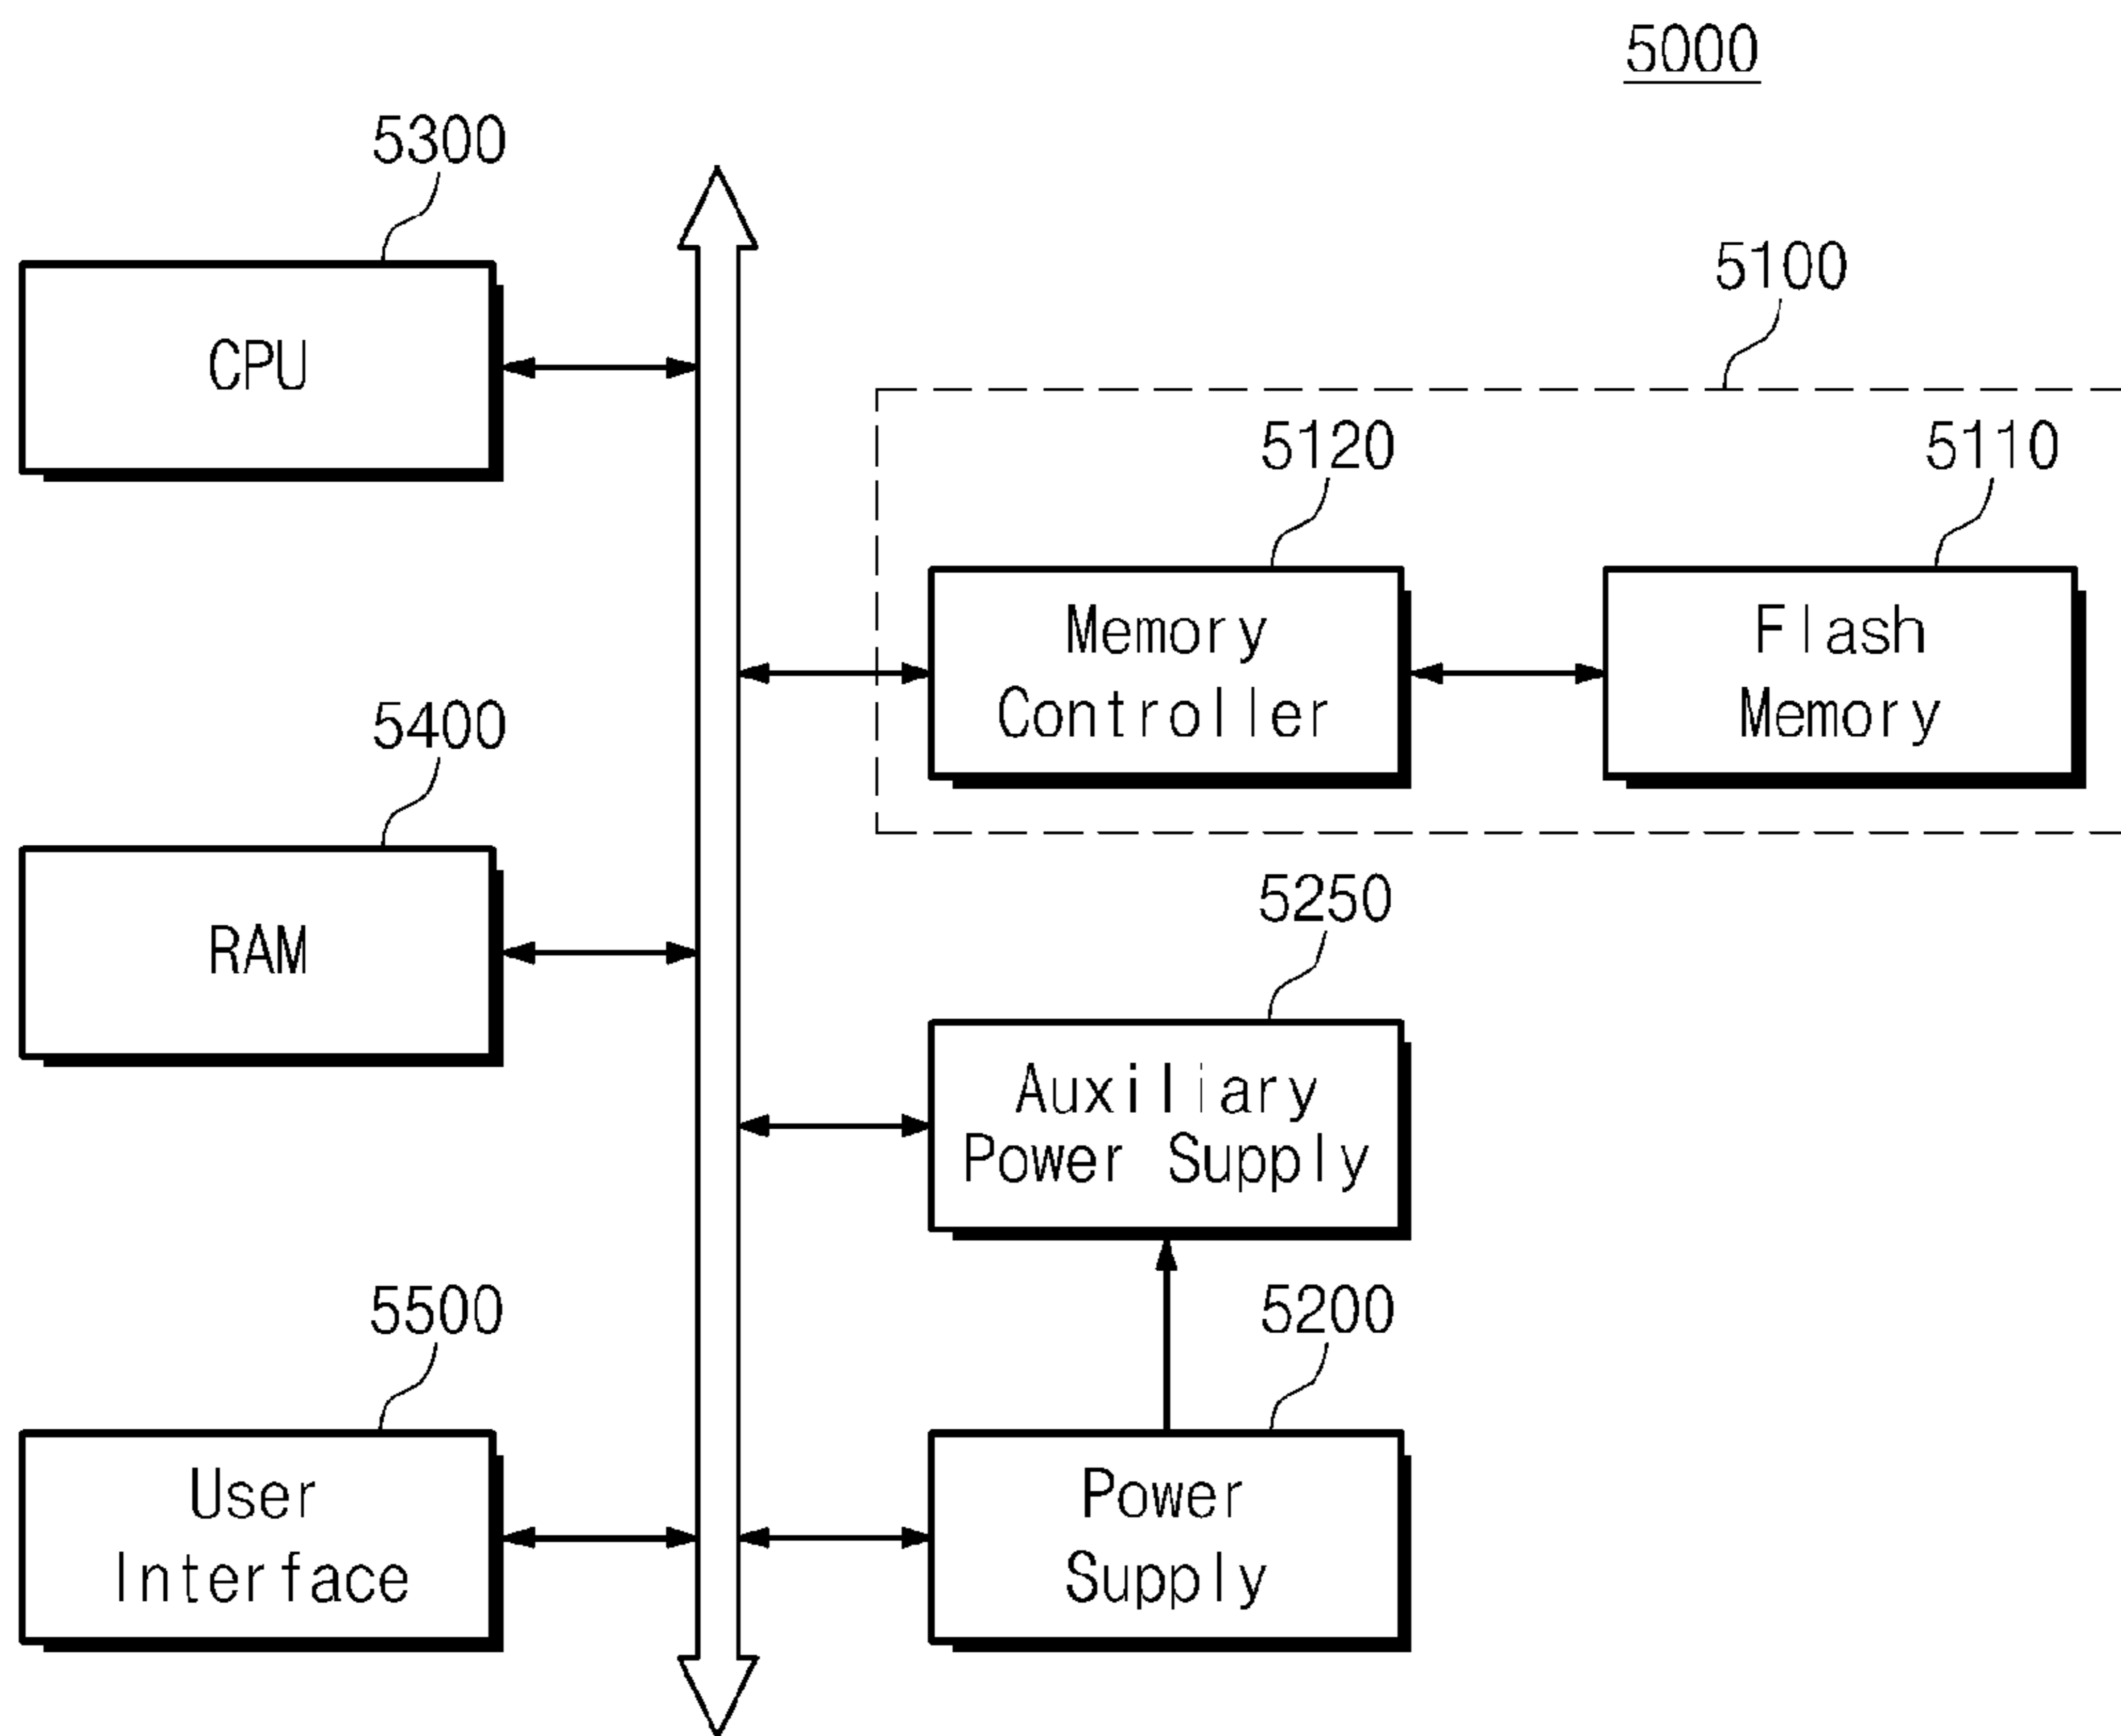 5000
5300
CPU
5100
5120
5110
Memory
Controller
Flash
Memory
5400
RAM
5250
Auxiliary
Power Supply
5500
User
Interface
5200
Power
Supply